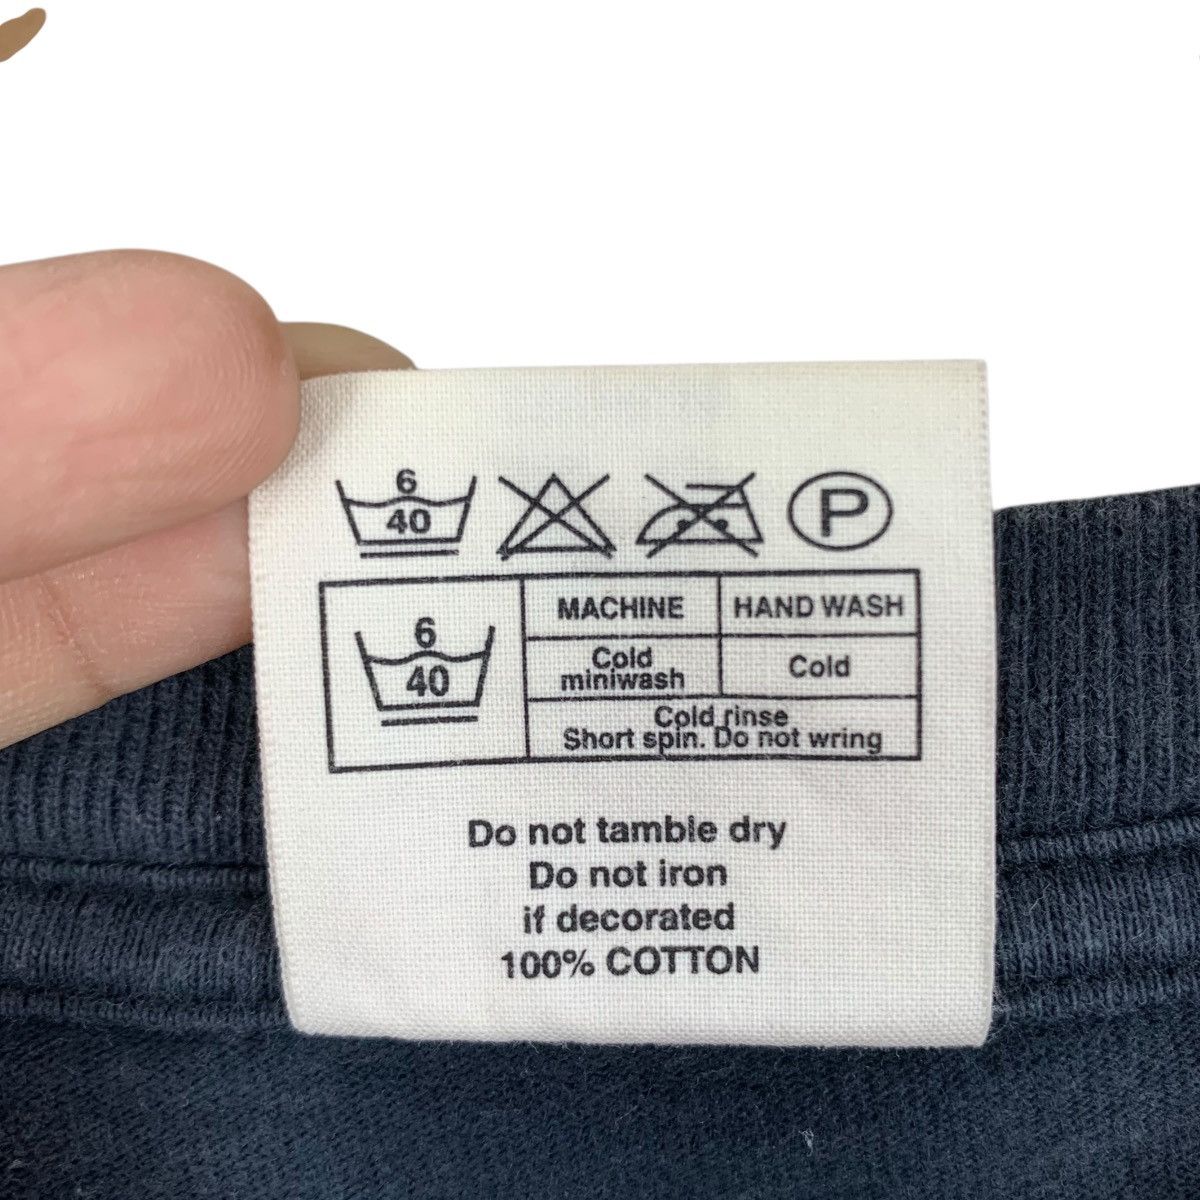 6
40
P
6
40
MACHINE HAND WASH
Cold
miniwash
Cold
Cold rinse
Short spin. Do not wring
Do not tamble dry
Do not iron
if decorated
100% COTTON